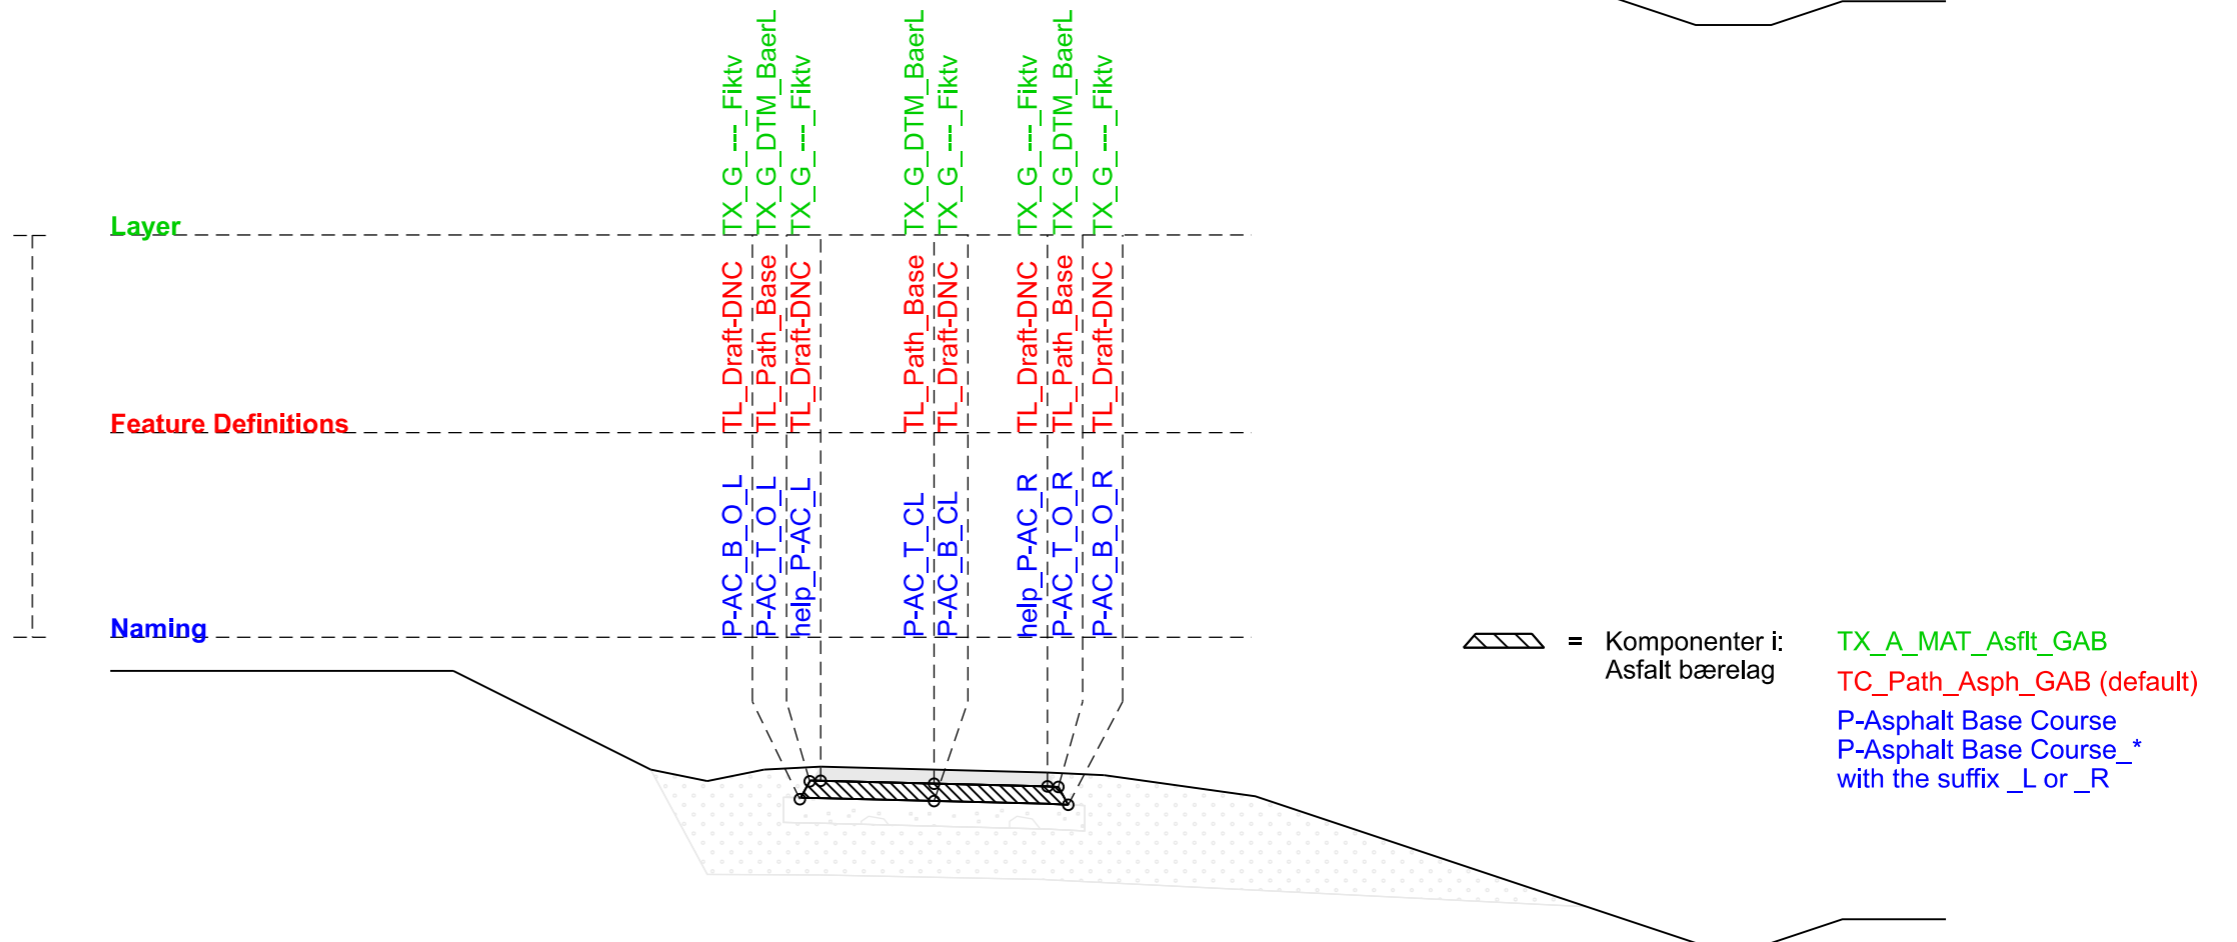 TX_G_---_Fiktv
TX_G_DTM_BaerL
TX_G_---_Fiktv
TX_G_DTM_BaerL
TX_G_---_Fiktv
TX_G_---_Fiktv
TX_G_DTM_BaerL
TX_G_---_Fiktv
Layer
TL_Draft-DNC
TL_Path_Base
TL_Draft-DNC
TL_Path_Base
TL_Draft-DNC
TL_Draft-DNC
TL_Path_Base
TL_Draft-DNC
Feature Definitions
P-AC_B_O_L
P-AC_T_O_L
help_P-AC_L
P-AC_T_CL
P-AC_B_CL
help_P-AC_R
P-AC_T_O_R
P-AC_B_O_R
Naming
= Komponenter i:
Asfalt bærelag
TX_A_MAT_Asflt_GAB
TC_Path_Asph_GAB (default)
P-Asphalt Base Course
P-Asphalt Base Course_*
with the suffix _L or _R